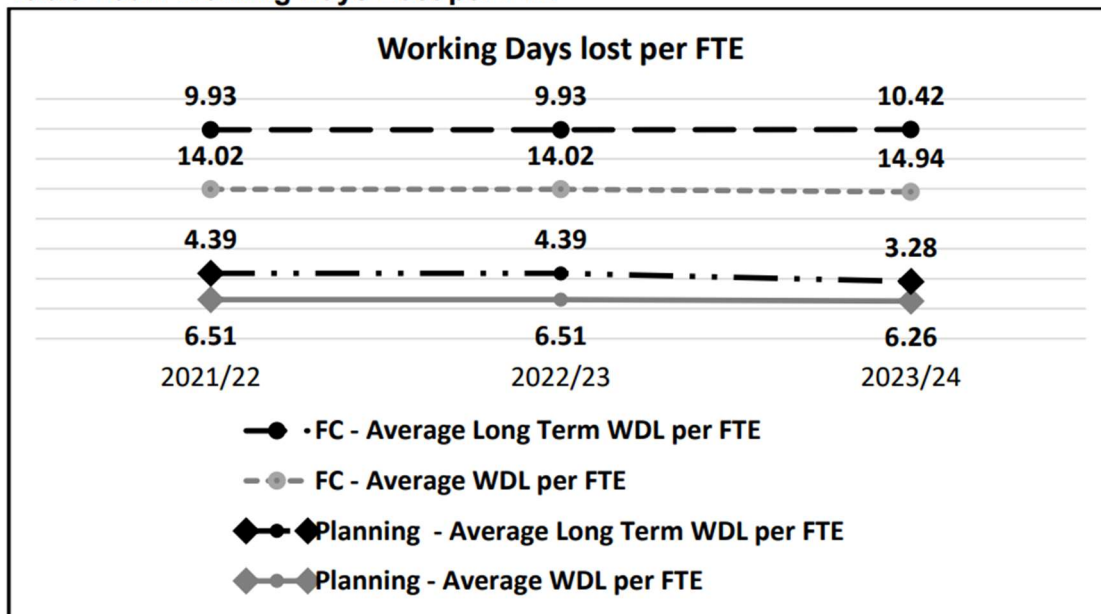 Working Days lost per FTE
9.93 9.93 10.42
14.02 14.02 14.94
4.39 4.39 3.28
6.51 6.51 6.26
2021/22 2022/23 2023/24
FC - Average Long Term WDL per FTE
FC - Average WDL per FTE
Planning - Average Long Term WDL per FTE
Planning - Average WDL per FTE